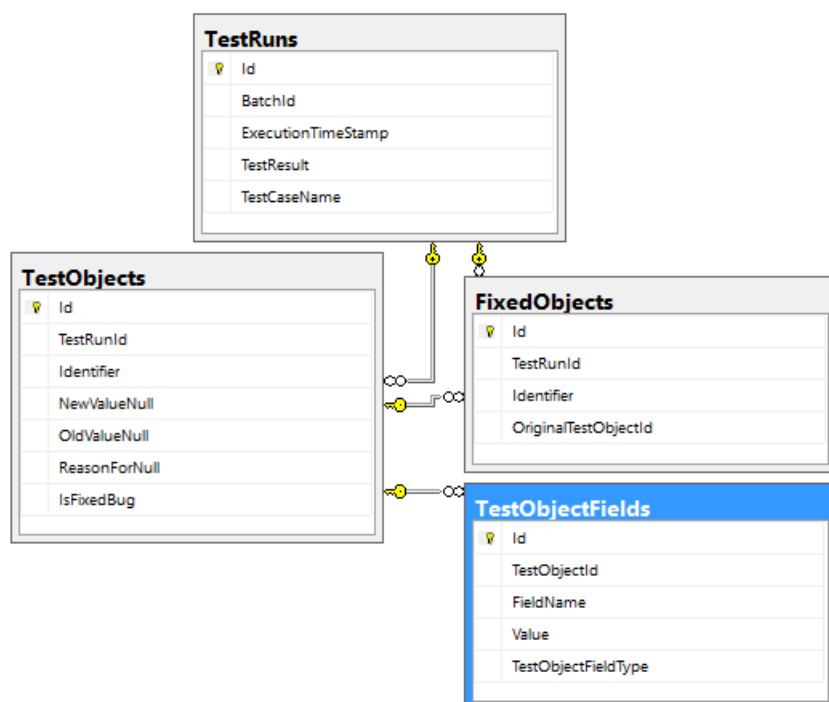 TestRuns
Id
BatchId
ExecutionTimeStamp
TestResult
TestCaseName
TestObjects
Id
TestRunId
Identifier
NewValueNull
OldValueNull
ReasonForNull
IsFixedBug
FixedObjects
Id
TestRunId
Identifier
OriginalTestObjectId
TestObjectFields
Id
TestObjectId
FieldName
Value
TestObjectFieldType